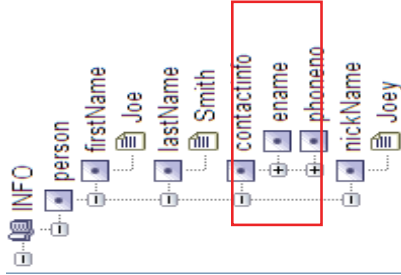 INFO
person
firstName
Joe
lastName
Smith
contactinfo
ename
phoneno
nickName
Joey